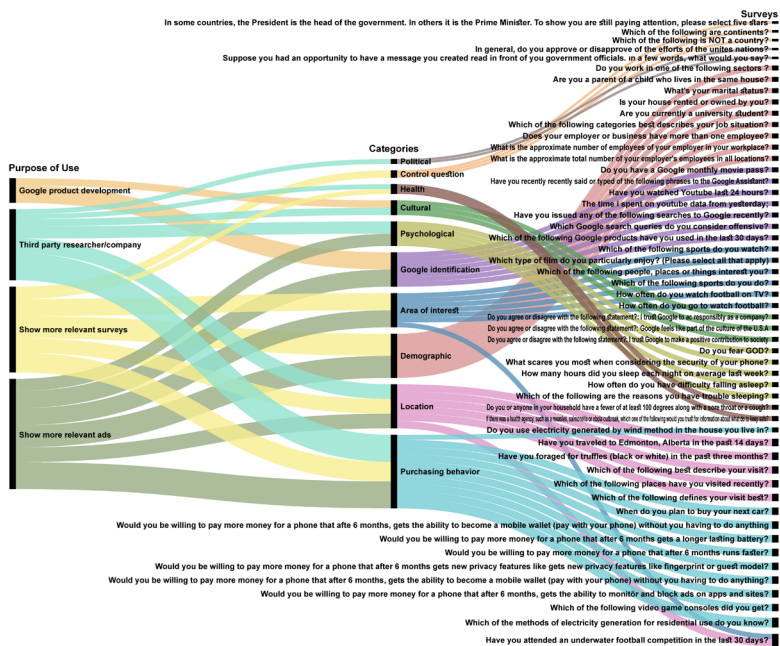 Surveys
In some countries, the President is the head of the government. In others it is the Prime Minister. To show you are still paying attention, please select five stars
Which of the following are continents?
Which of the following is NOT a country?
In general, do you approve or disapprove of the efforts of the unites nations?
Suppose you had an opportunity to have a message you created read in front of you government officials. in a few words, what would you say?
Do you work in one of the following sectors ?
Are you a parent of a child who lives in the same house?
What's your marital status?
Is your house rented or owned by you?
Are you currently a university student?
Which of the following categories best describes your job situation?
Does your employer or business have more than one employee?
What is the approximate number of employees of your employer in your workplace?
What is the approximate total number of your employer's employees in all locations?
Do you have a Google monthly movie pass?
Have you recently recently said or typed of the following phrases to the Google Assistant?
Have you watched Youtube last 24 hours?
The time i spent on youtube data from yesterday;
Have you issued any of the following searches to Google recently?
Which Google search queries do you consider offensive?
Which of the following Google products have you used in the last 30 days?
Which of the following sports do you watch?
Which type of film do you particularly enjoy? (Please select all that apply)
Which of the following people, places or things interest you?
Which of the following sports do you do?
How often do you watch football on TV?
How often do you go to watch football?
Do you agree or disagree with the following statement?: I trust Google to ac responsibly as a company?
Do you agree or disagree with the following statement?: Google feels like part of the culture of the U.S.A
Do you agree or disagree with the following statement?: I trust Google to make a positive contribution to society
Do you fear GOD?
What scares you most when considering the security of your phone?
How many hours did you sleep each night on average last week?
How often do you have difficulty falling asleep?
Which of the following are the reasons you have trouble sleeping?
Do you or anyone in your household have a fewer of at least 100 degrees along with a sore throat or a cough?
If there was a health agency, such as a measles, salmonella or ebola outbreak, which one of the following would you trust for information about what do to keep safe?
Do you use electricity generated by wind method in the house you live in?
Have you traveled to Edmonton, Alberta in the past 14 days?
Have you foraged for truffles (black or white) in the past three months?
Which of the following best describe your visit?
Which of the following places have you visited recently?
Which of the following defines your visit best?
When do you plan to buy your next car?
Would you be willing to pay more money for a phone that afte 6 months, gets the ability to become a mobile wallet (pay with your phone) without you having to do anything
Would you be willing to pay more money for a phone that after 6 months gets a longer lasting battery?
Would you be willing to pay more money for a phone that after 6 months runs faster?
Would you be willing to pay more money for a phone that after 6 months gets new privacy features like gets new privacy features like fingerprint or guest model?
Would you be willing to pay more money for a phone that afte 6 months, gets the ability to become a mobile wallet (pay with your phone) without you having to do anything?
Would you be willing to pay more money for a phone that after 6 months, gets the ability to monitor and block ads on apps and sites?
Which of the following video game consoles did you get?
Which of the methods of electricity generation for residential use do you know?
Have you attended an underwater football competition in the last 30 days?
Categories
Political
Control question
Health
Cultural
Psychological
Google identification
Area of interest
Demographic
Location
Purchasing behavior
Purpose of Use
Google product development
Third party researcher/company
Show more relevant surveys
Show more relevant ads